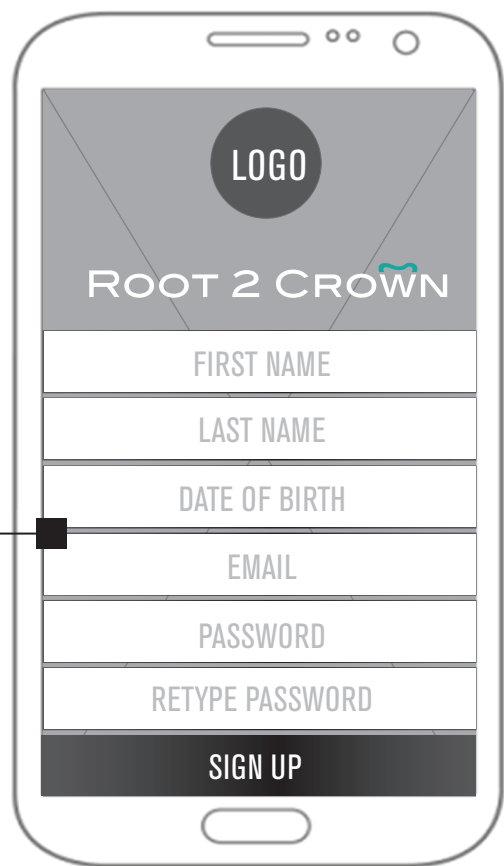 LOGO
ROOT 2 CROWN
FIRST NAME
LAST NAME
DATE OF BIRTH
EMAIL
PASSWORD
RETYPE PASSWORD
SIGN UP